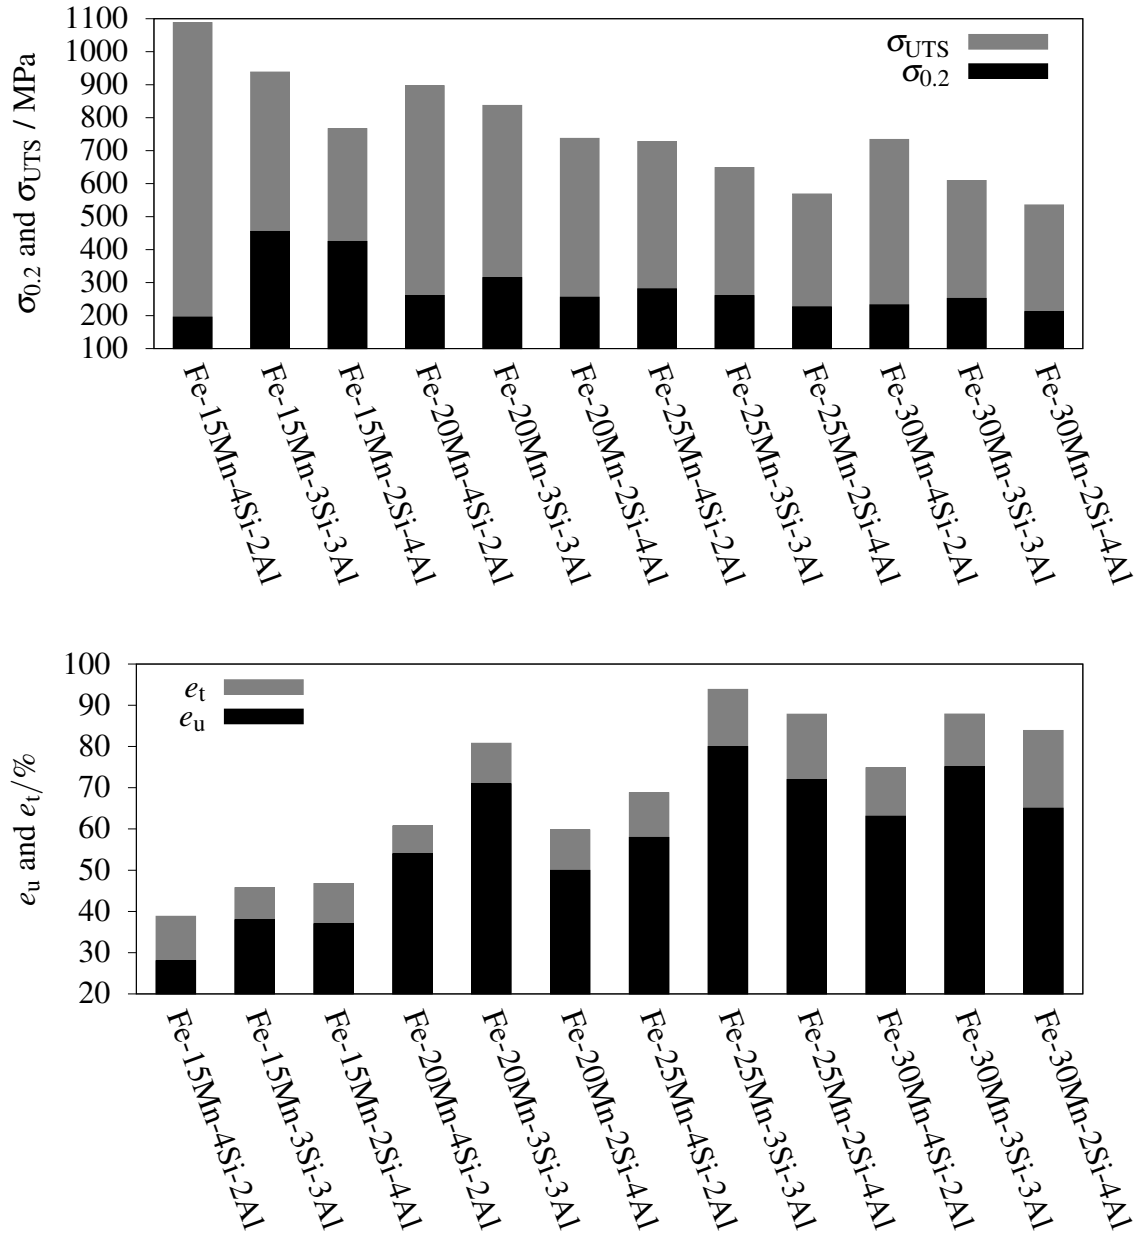 σ0.2 and σUTS / MPa
1100
1000
900
800
700
600
500
400
300
200
100
σUTS
σ0.2
Fe-15Mn-4Si-2Al
Fe-15Mn-3Si-3Al
Fe-15Mn-2Si-4Al
Fe-20Mn-4Si-2Al
Fe-20Mn-3Si-3Al
Fe-20Mn-2Si-4Al
Fe-25Mn-4Si-2Al
Fe-25Mn-3Si-3Al
Fe-25Mn-2Si-4Al
Fe-30Mn-4Si-2Al
Fe-30Mn-3Si-3Al
Fe-30Mn-2Si-4Al
eu and et/%
100
90
80
70
60
50
40
30
20
et
eu
Fe-15Mn-4Si-2Al
Fe-15Mn-3Si-3Al
Fe-15Mn-2Si-4Al
Fe-20Mn-4Si-2Al
Fe-20Mn-3Si-3Al
Fe-20Mn-2Si-4Al
Fe-25Mn-4Si-2Al
Fe-25Mn-3Si-3Al
Fe-25Mn-2Si-4Al
Fe-30Mn-4Si-2Al
Fe-30Mn-3Si-3Al
Fe-30Mn-2Si-4Al